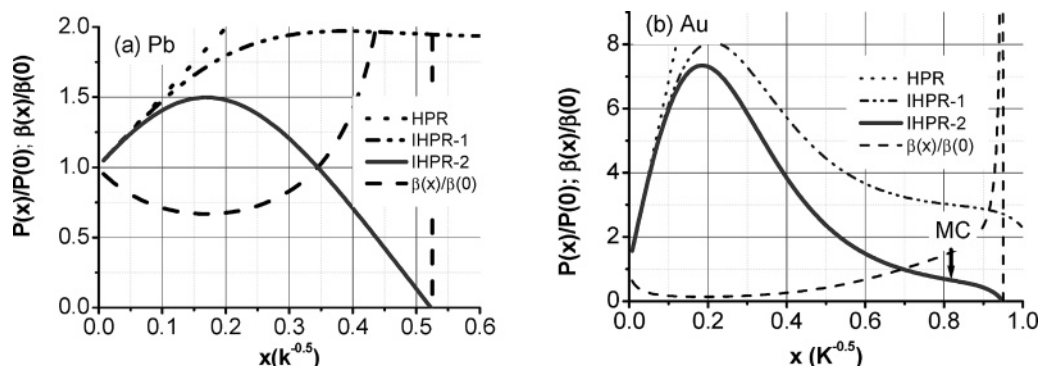 (a) Pb
HPR
IHPR-1
IHPR-2
β(x)/β(0)
P(x)/P(0); β(x)/β(0)
2.0
1.5
1.0
0.5
0.0
0.0 0.1 0.2 0.3 0.4 0.5 0.6
x(k^-0.5)
(b) Au
HPR
IHPR-1
IHPR-2
β(x)/β(0)
MC
P(x)/P(0); β(x)/β(0)
8
6
4
2
0
0.0 0.2 0.4 0.6 0.8 1.0
x (K^-0.5)